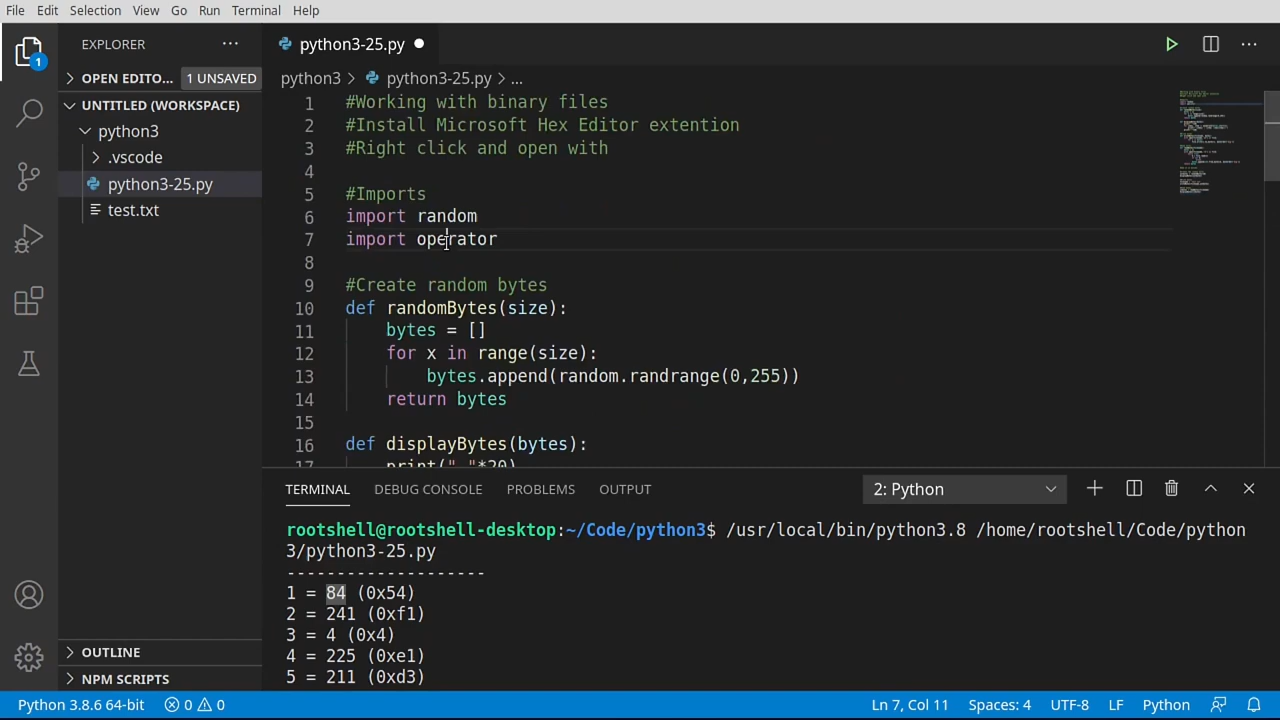 File Edit Selection View Go Run Terminal Help
EXPLORER
python3-25.py
1
OPEN EDITO... 1 UNSAVED
python3 > python3-25.py > ...
UNTITLED (WORKSPACE)
python3
.vscode
python3-25.py
test.txt
1 #Working with binary files
2 #Install Microsoft Hex Editor extention
3 #Right click and open with
4
5 #Imports
6 import random
7 import operator
8
9 #Create random bytes
10 def randomBytes(size):
11 bytes = []
12 for x in range(size):
13 bytes.append(random.randrange(0,255))
14 return bytes
15
16 def displayBytes(bytes):
17 print("-"*20)
TERMINAL DEBUG CONSOLE PROBLEMS OUTPUT 2: Python
rootshell@rootshell-desktop:~/Code/python3$ /usr/local/bin/python3.8 /home/rootshell/Code/python
3/python3-25.py
--------------------
1 = 84 (0x54)
2 = 241 (0xf1)
3 = 4 (0x4)
4 = 225 (0xe1)
5 = 211 (0xd3)
OUTLINE
NPM SCRIPTS
Python 3.8.6 64-bit 0 0 Ln 7, Col 11 Spaces: 4 UTF-8 LF Python